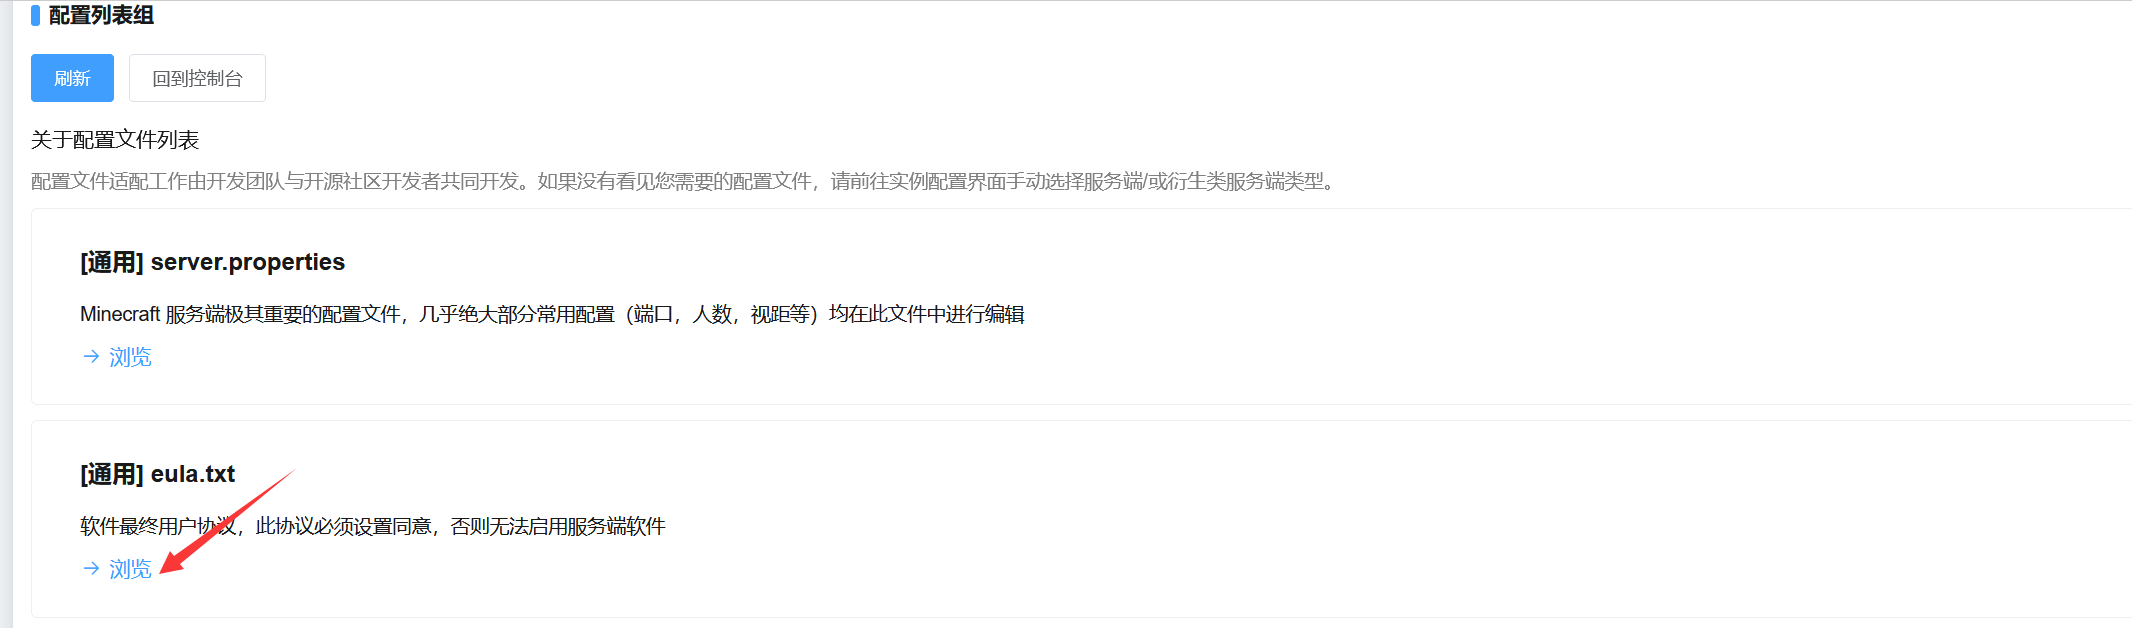 配置列表组
刷新
回到控制台
关于配置文件列表
配置文件适配工作由开发团队与开源社区开发者共同开发。如果没有看见您需要的配置文件，请前往实例配置界面手动选择服务端/或衍生类服务端类型。
[通用] server.properties
Minecraft 服务端极其重要的配置文件，几乎绝大部分常用配置（端口，人数，视距等）均在此文件中进行编辑
→ 浏览
[通用] eula.txt
软件最终用户协议，此协议必须设置同意，否则无法启用服务端软件
→ 浏览